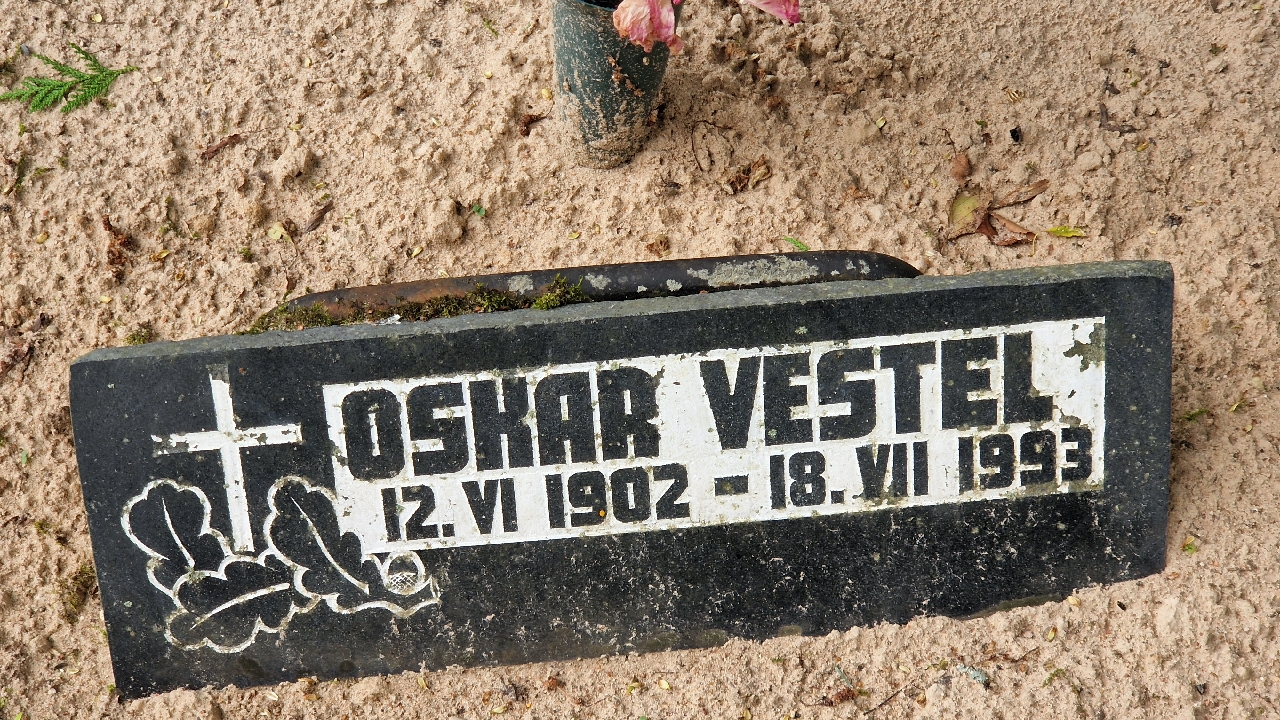 OSKAR VESTEL
12. VI 1902 - 18. VII 1993